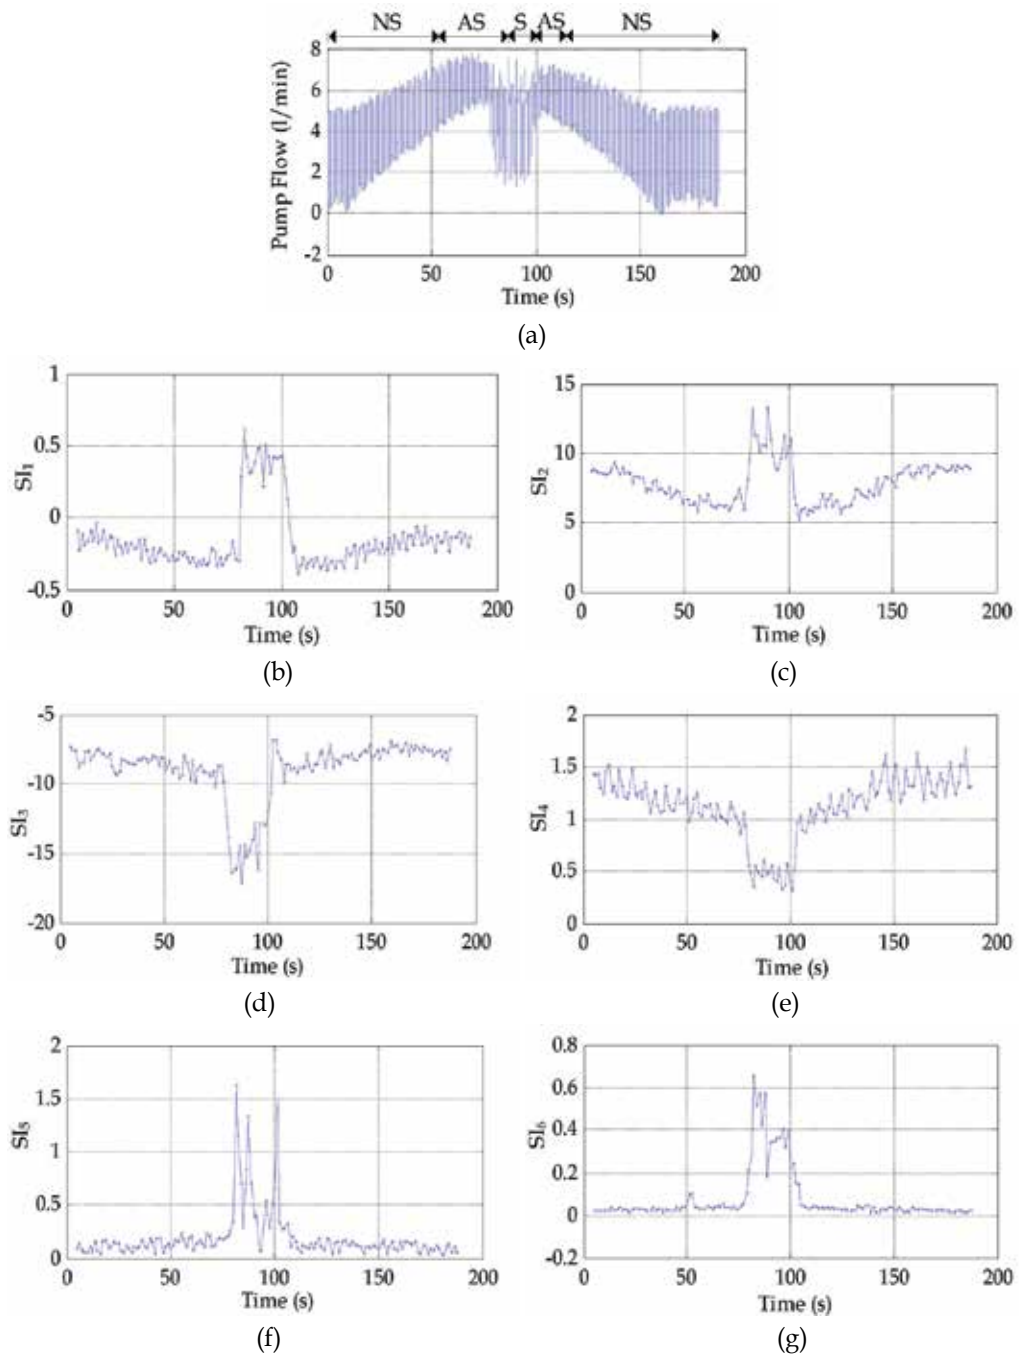 NS AS S AS NS
8
6
4
2
0
-2
Pump Flow (l/min)
0 50 100 150 200
Time (s)
(a)
1
0.5
0
-0.5
SI1
0 50 100 150 200
Time (s)
(b)
15
10
5
0
SI2
0 50 100 150 200
Time (s)
(c)
-5
-10
-15
-20
SI3
0 50 100 150 200
Time (s)
(d)
2
1.5
1
0.5
0
SI4
0 50 100 150 200
Time (s)
(e)
2
1.5
1
0.5
0
SI5
0 50 100 150 200
Time (s)
(f)
0.8
0.6
0.4
0.2
0
-0.2
SI6
0 50 100 150 200
Time (s)
(g)